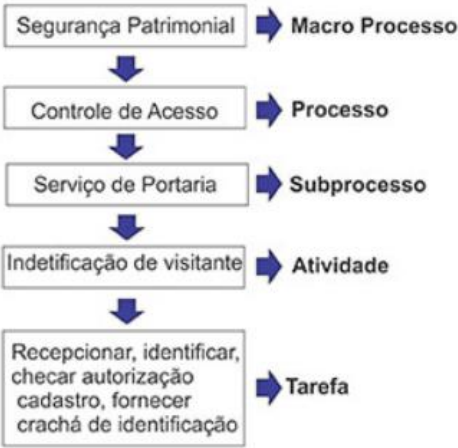 Segurança Patrimonial
Macro Processo
Controle de Acesso
Processo
Serviço de Portaria
Subprocesso
Indetificação de visitante
Atividade
Recepcionar, identificar,
checar autorização
cadastro, fornecer
crachá de identificação
Tarefa